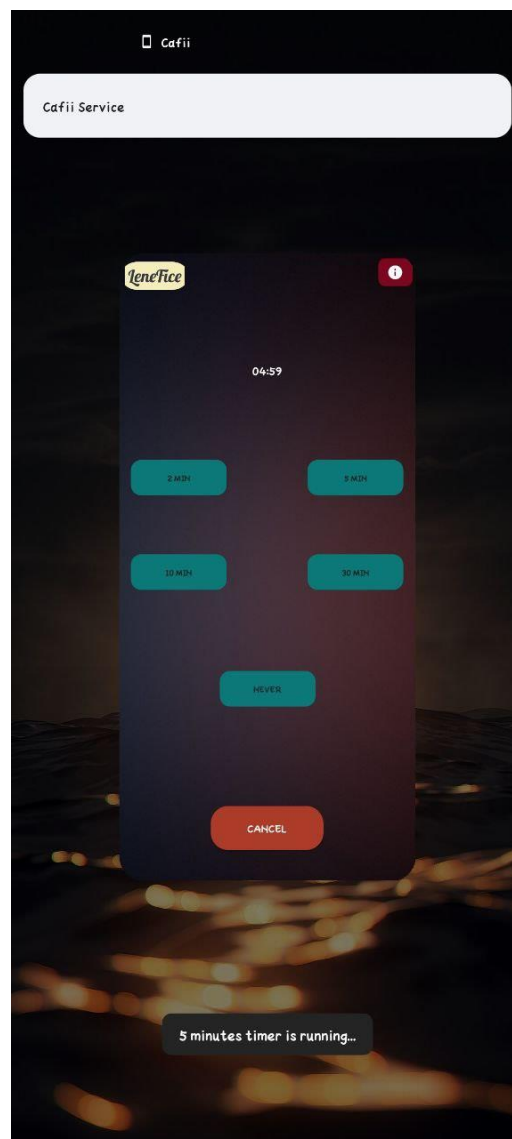 Cafii
Cafii Service
LeneFice
04:59
2 MIN
5 MIN
10 MIN
30 MIN
NEVER
CANCEL
5 minutes timer is running...